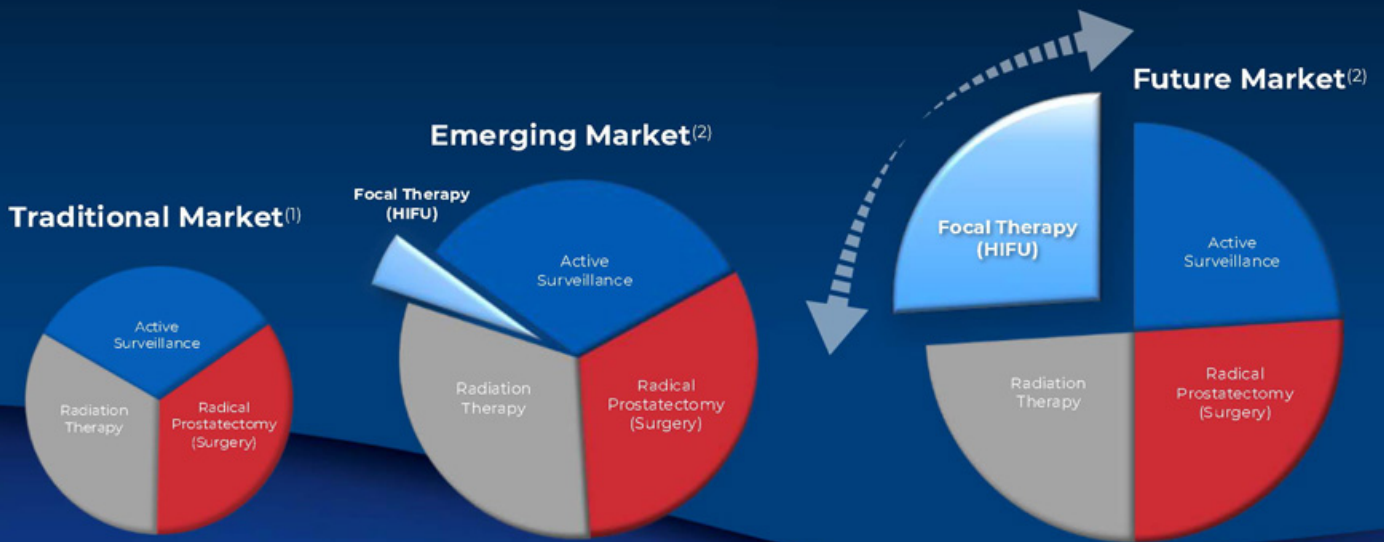 Traditional Market(1)
Active
Surveillance
Radiation
Therapy
Radical
Prostatectomy
(Surgery)
Emerging Market(2)
Focal Therapy
(HIFU)
Active
Surveillance
Radiation
Therapy
Radical
Prostatectomy
(Surgery)
Future Market(2)
Focal Therapy
(HIFU)
Active
Surveillance
Radiation
Therapy
Radical
Prostatectomy
(Surgery)